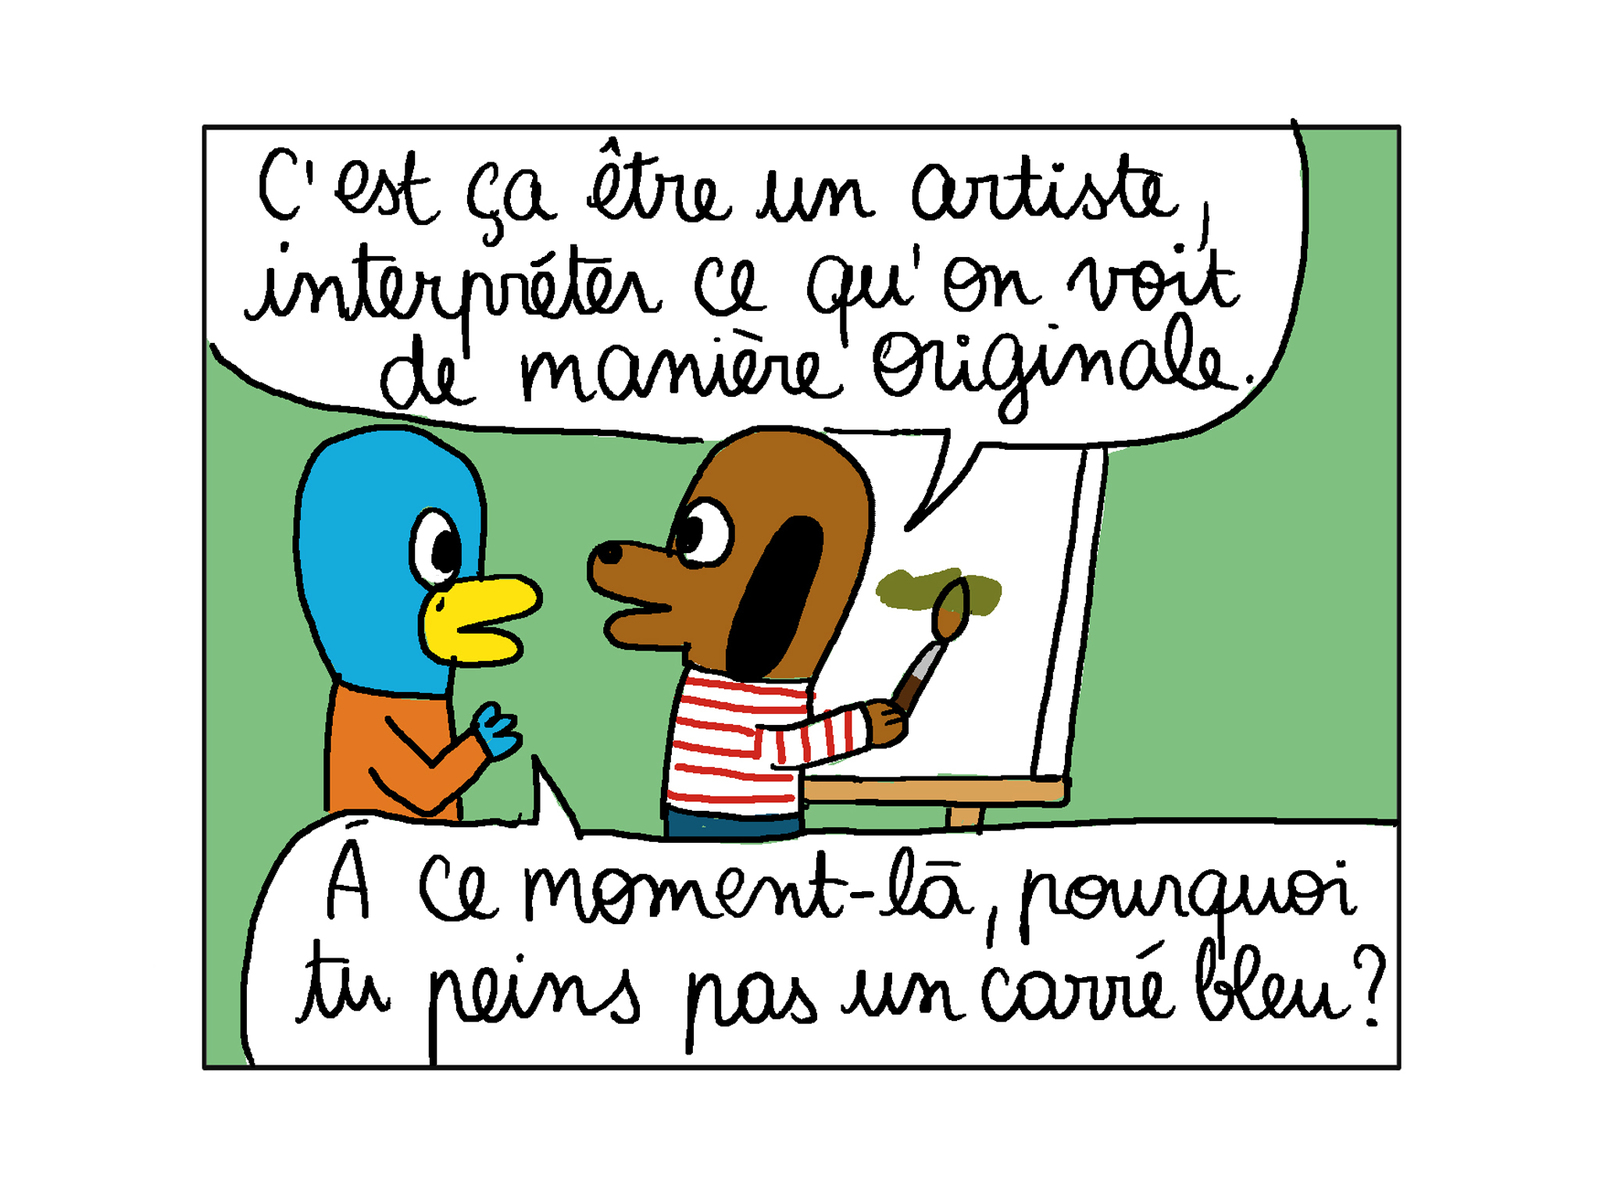 C'est ça être un artiste,
interpréter ce qu'on voit
de manière originale.
À ce moment-là, pourquoi
tu peins pas un carré bleu ?